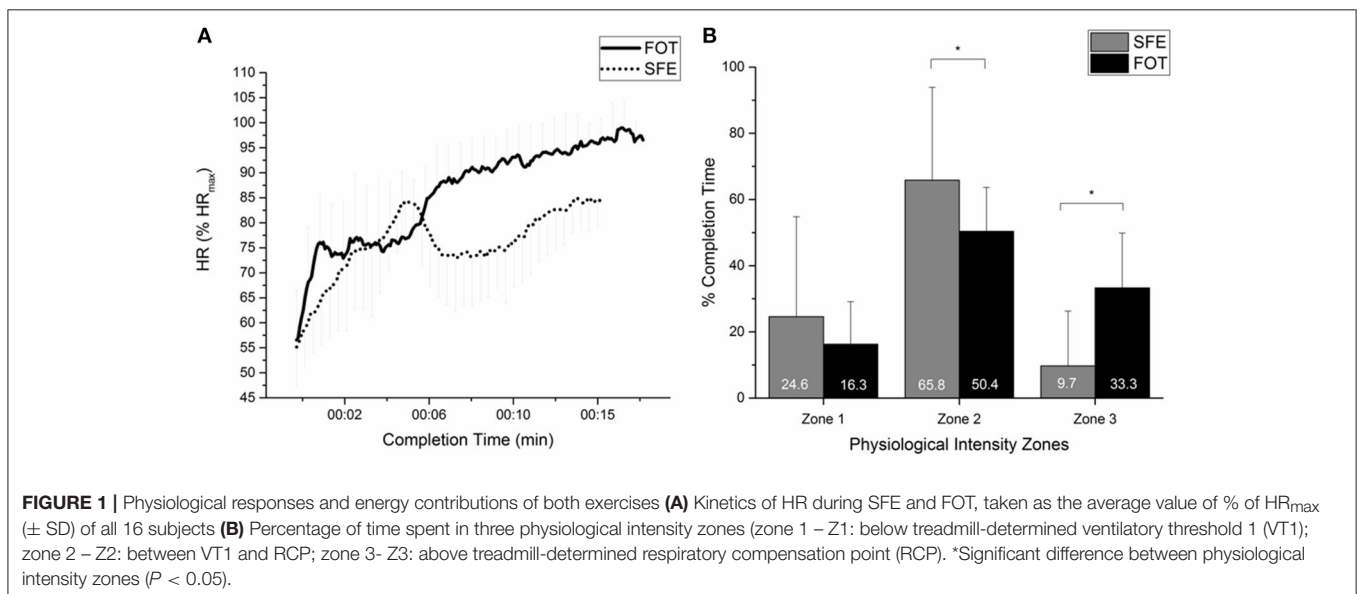 A
FOT
SFE
110
105
100
95
90
85
80
75
70
65
60
55
50
45
HR (% HRmax)
00:02 00:06 00:10 00:15
Completion Time (min)
B
SFE
FOT
*
*
100
80
60
40
20
0
% Completion Time
24.6 16.3 65.8 50.4 9.7 33.3
Zone 1 Zone 2 Zone 3
Physiological Intensity Zones
FIGURE 1 | Physiological responses and energy contributions of both exercises (A) Kinetics of HR during SFE and FOT, taken as the average value of % of HRmax
(± SD) of all 16 subjects (B) Percentage of time spent in three physiological intensity zones (zone 1 – Z1: below treadmill-determined ventilatory threshold 1 (VT1);
zone 2 – Z2: between VT1 and RCP; zone 3- Z3: above treadmill-determined respiratory compensation point (RCP). *Significant difference between physiological
intensity zones (P < 0.05).